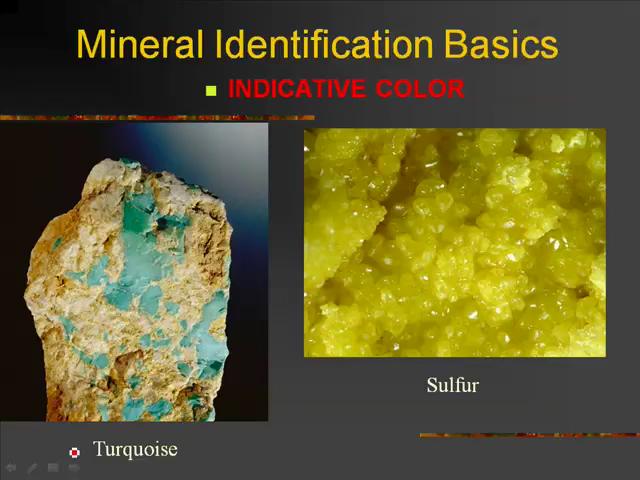 Mineral Identification Basics
INDICATIVE COLOR
Sulfur
Turquoise